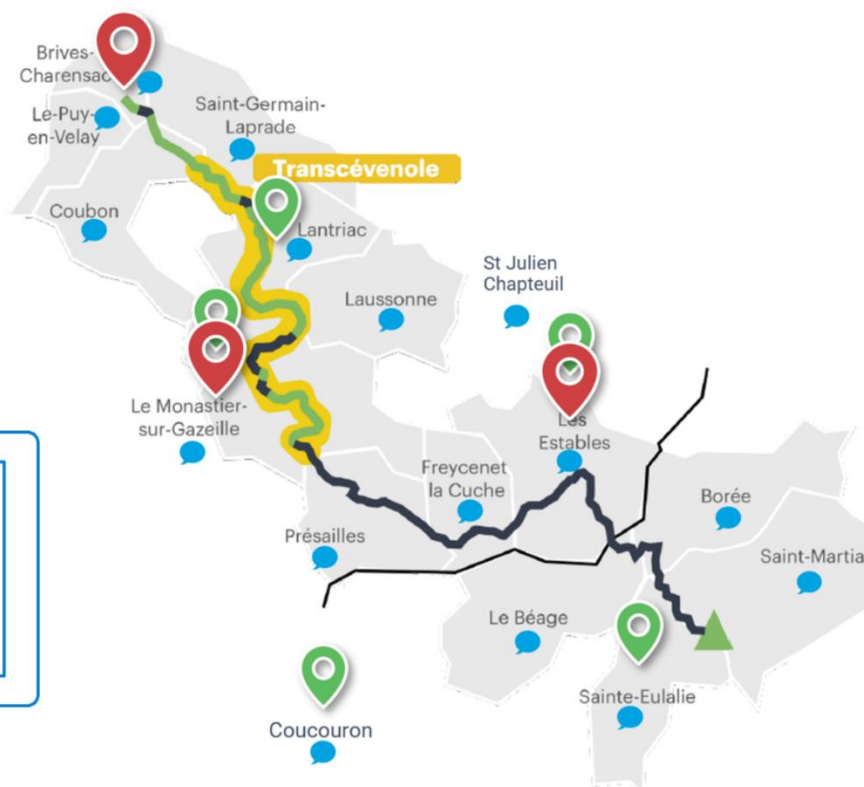 Brives-
Charensac
Le-Puy-
en-Velay
Saint-Germain-
Laprade
Transcévenole
Coubon
Lantriac
Laussonne
St Julien
Chapteuil
Le Monastier-
sur-Gazeille
Les
Estables
Freycenet
la Cuche
Borée
Présailles
Saint-Martia
Le Béage
Sainte-Eulalie
Coucouron